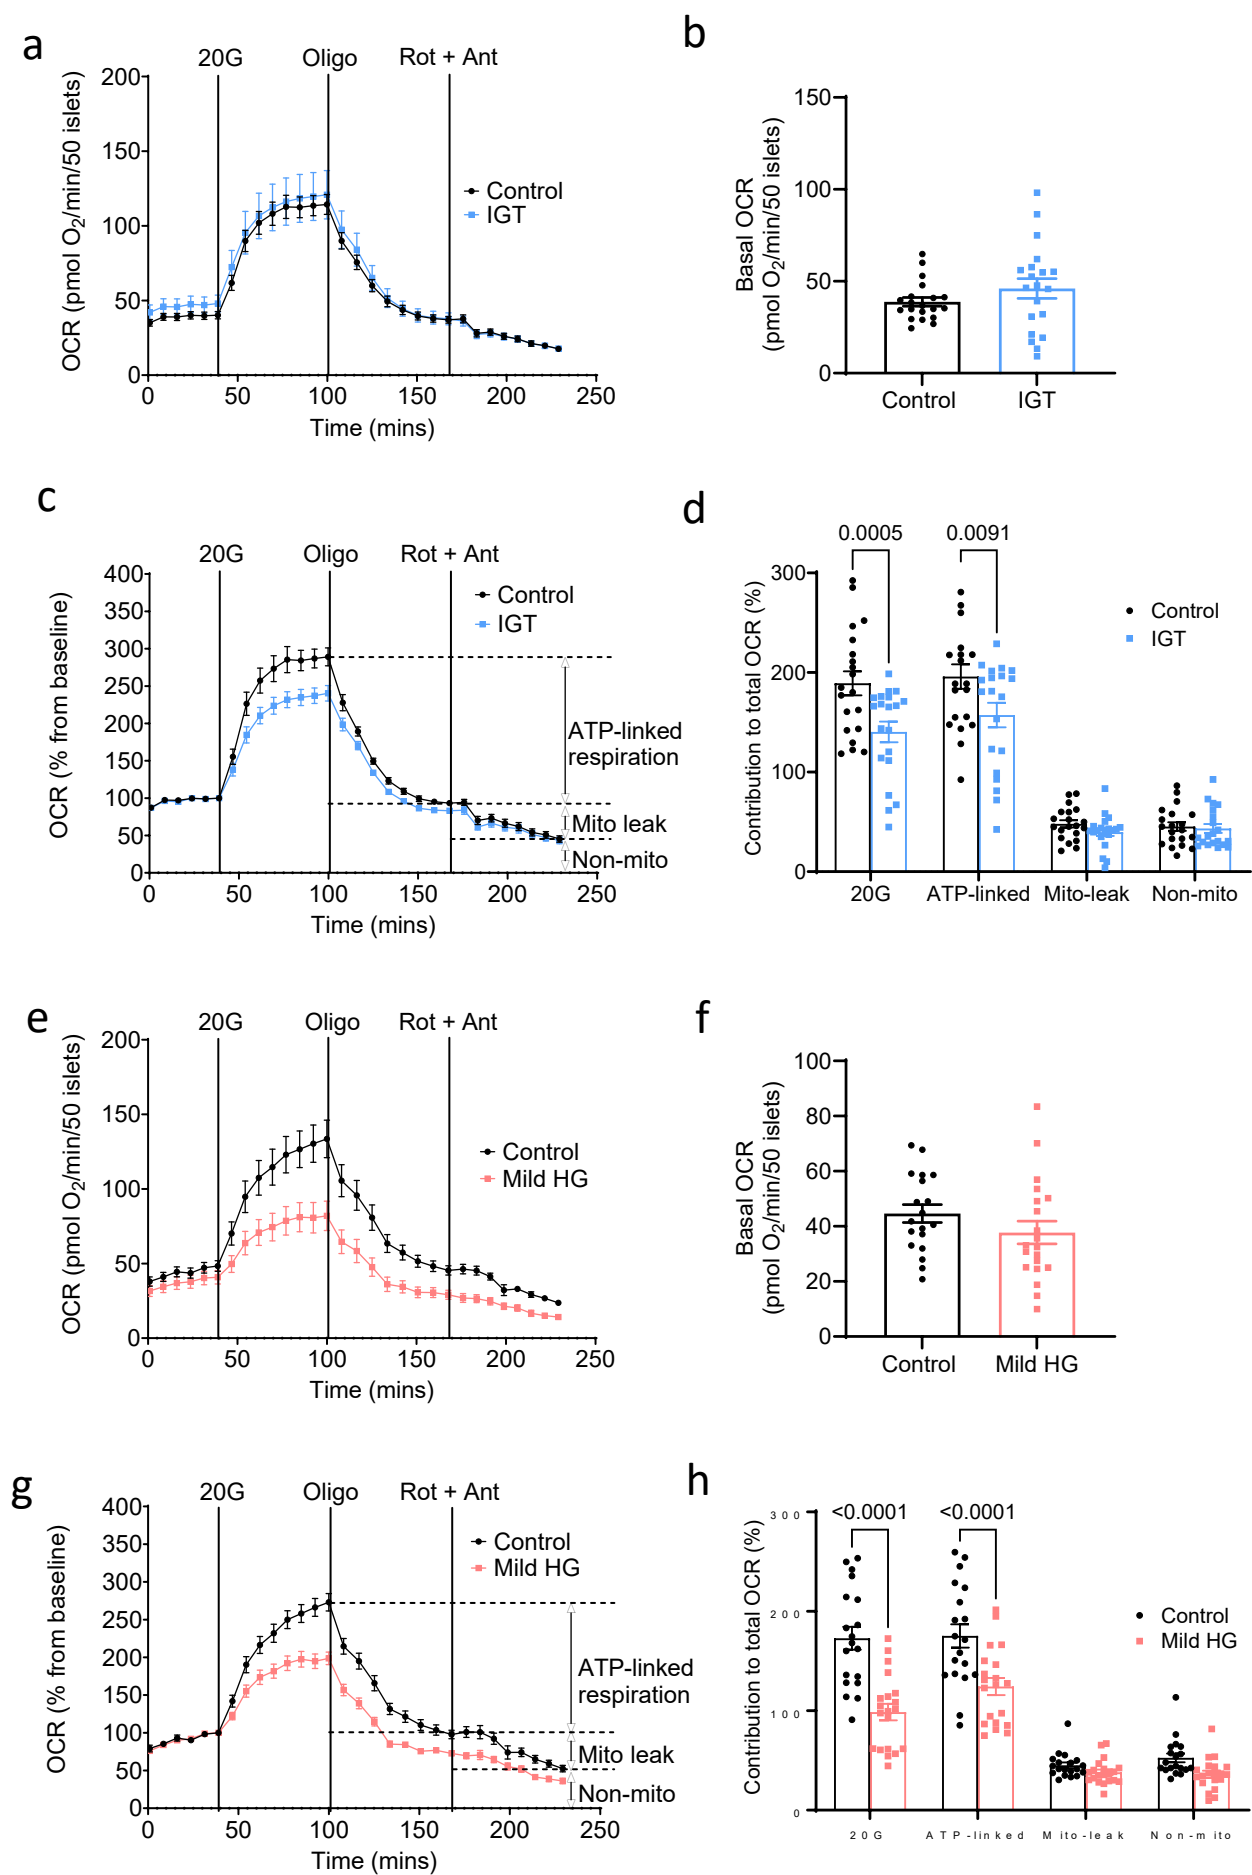 a
20G Oligo Rot + Ant
200
150
100
50
0
OCR (pmol O2/min/50 islets)
Control
IGT
0 50 100 150 200 250
Time (mins)
b
150
100
50
0
Basal OCR
(pmol O2/min/50 islets)
Control IGT
c
20G Oligo Rot + Ant
400
350
300
250
200
150
100
50
0
OCR (% from baseline)
Control
IGT
ATP-linked
respiration
Mito leak
Non-mito
0 50 100 150 200 250
Time (mins)
d
0.0005 0.0091
300
200
100
0
Contribution to total OCR (%)
Control
IGT
20G ATP-linked Mito-leak Non-mito
e
20G Oligo Rot + Ant
200
150
100
50
0
OCR (pmol O2/min/50 islets)
Control
Mild HG
0 50 100 150 200 250
Time (mins)
f
100
80
60
40
20
0
Basal OCR
(pmol O2/min/50 islets)
Control Mild HG
g
20G Oligo Rot + Ant
400
350
300
250
200
150
100
50
0
OCR (% from baseline)
Control
Mild HG
ATP-linked
respiration
Mito leak
Non-mito
0 50 100 150 200 250
Time (mins)
h
<0.0001 <0.0001
300
200
100
0
Contribution to total OCR (%)
Control
Mild HG
20G ATP-linked Mito-leak Non-mito